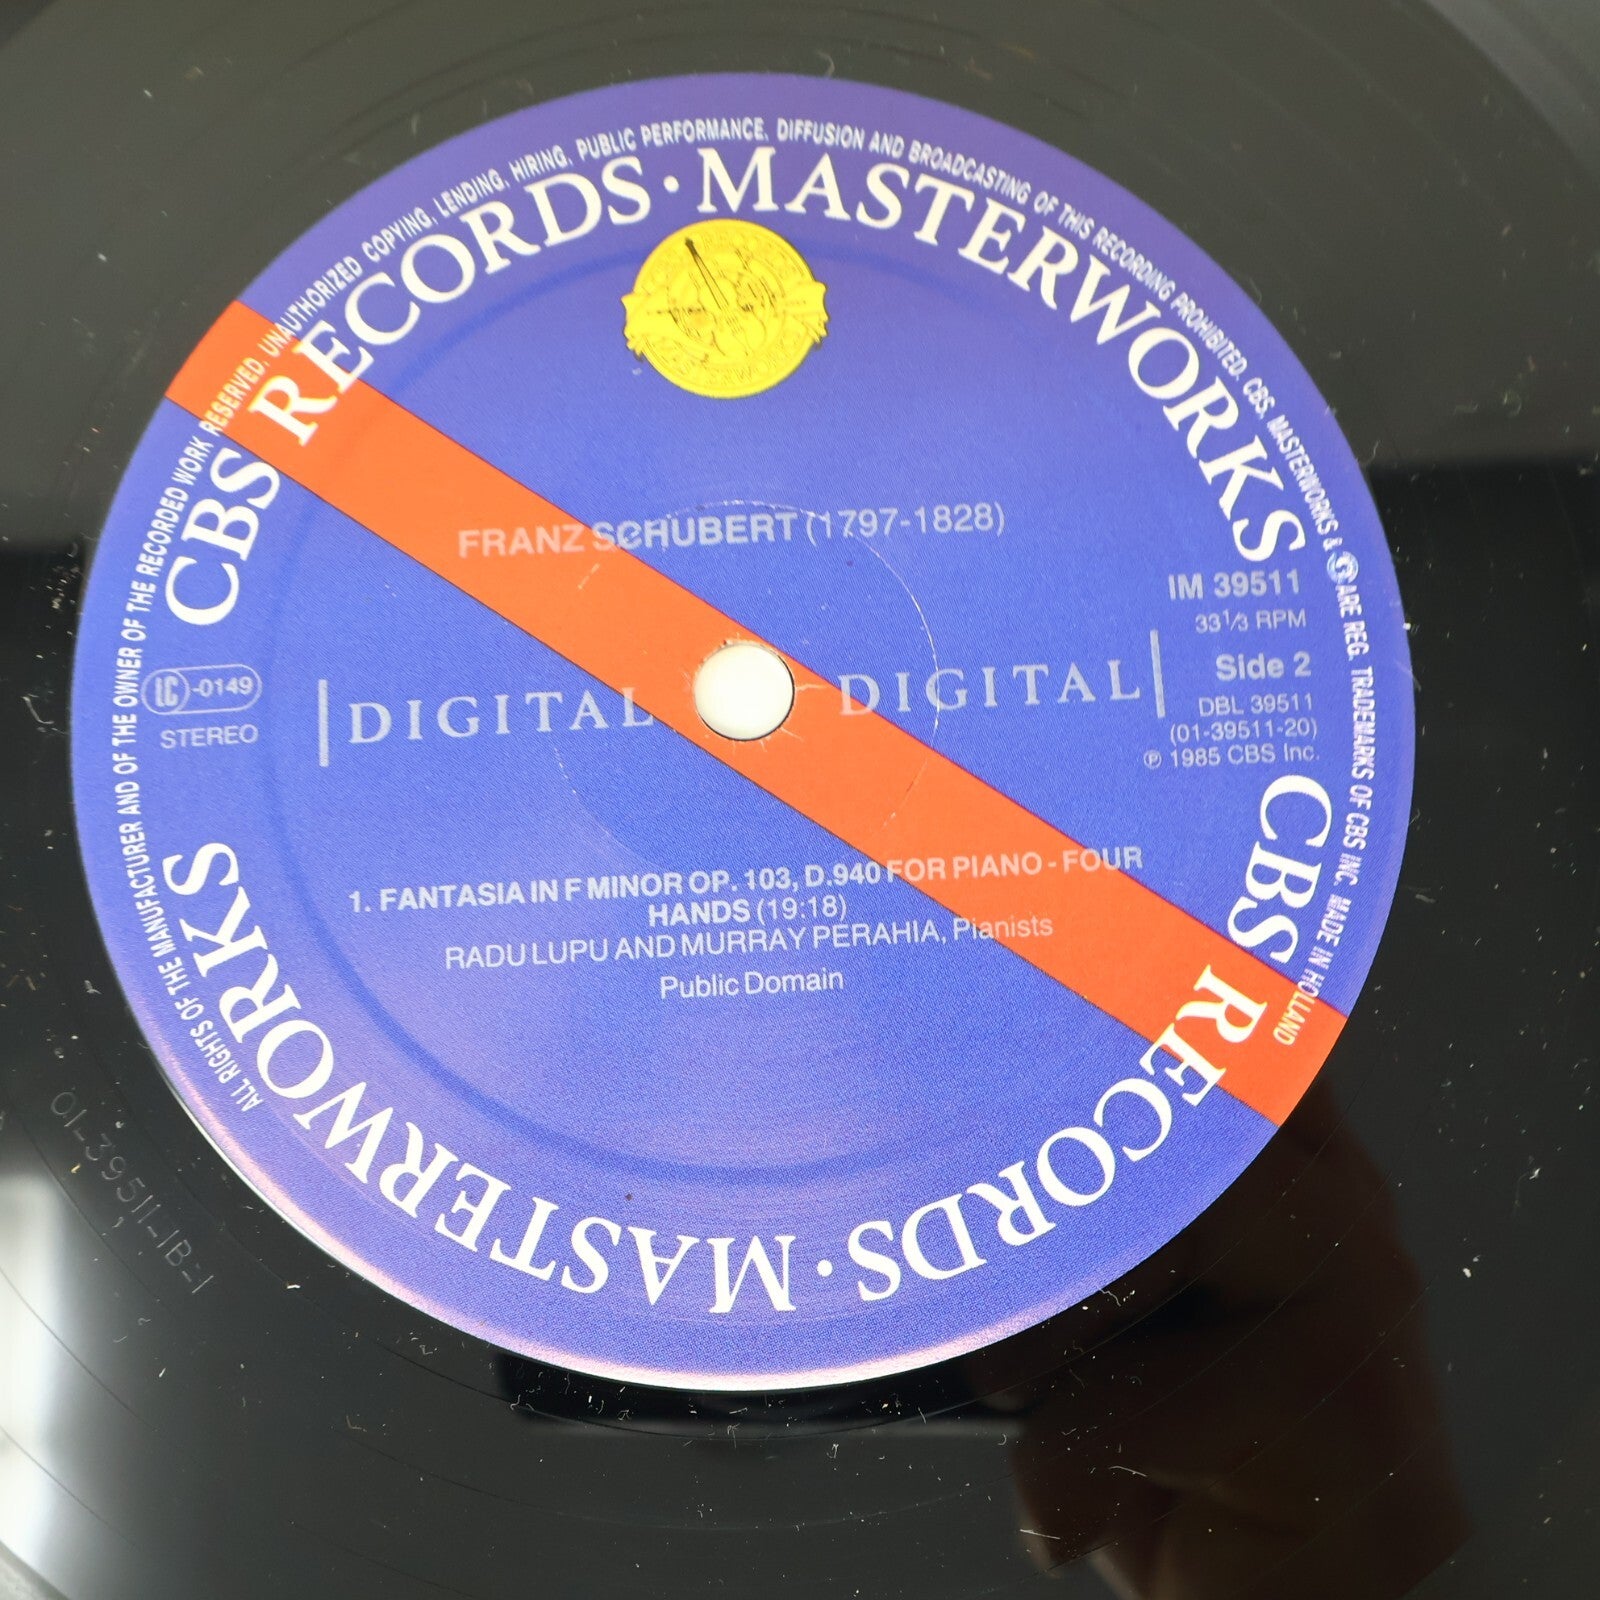 ALL RIGHTS OF THE MANUFACTURER AND OF THE OWNER OF THE RECORDED WORK RESERVED. UNAUTHORIZED COPYING, LENDING, HIRING, PUBLIC PERFORMANCE, DIFFUSION AND BROADCASTING OF THIS RECORDING PROHIBITED. CBS, MASTERWORKS & ARE REG. TRADEMARKS OF CBS INC. MADE IN HOLLAND
CBS RECORDS · MASTERWORKS
CBS RECORDS · MASTERWORKS
FRANZ SCHUBERT (1797-1828)
IM 39511
33 1/3 RPM
Side 2
DBL 39511
(01-39511-20)
℗ 1985 CBS Inc.
LC -0149
STEREO
DIGITAL DIGITAL
1. FANTASIA IN F MINOR OP. 103, D.940 FOR PIANO - FOUR
HANDS (19:18)
RADU LUPU AND MURRAY PERAHIA, Pianists
Public Domain
01-39511-1B-1